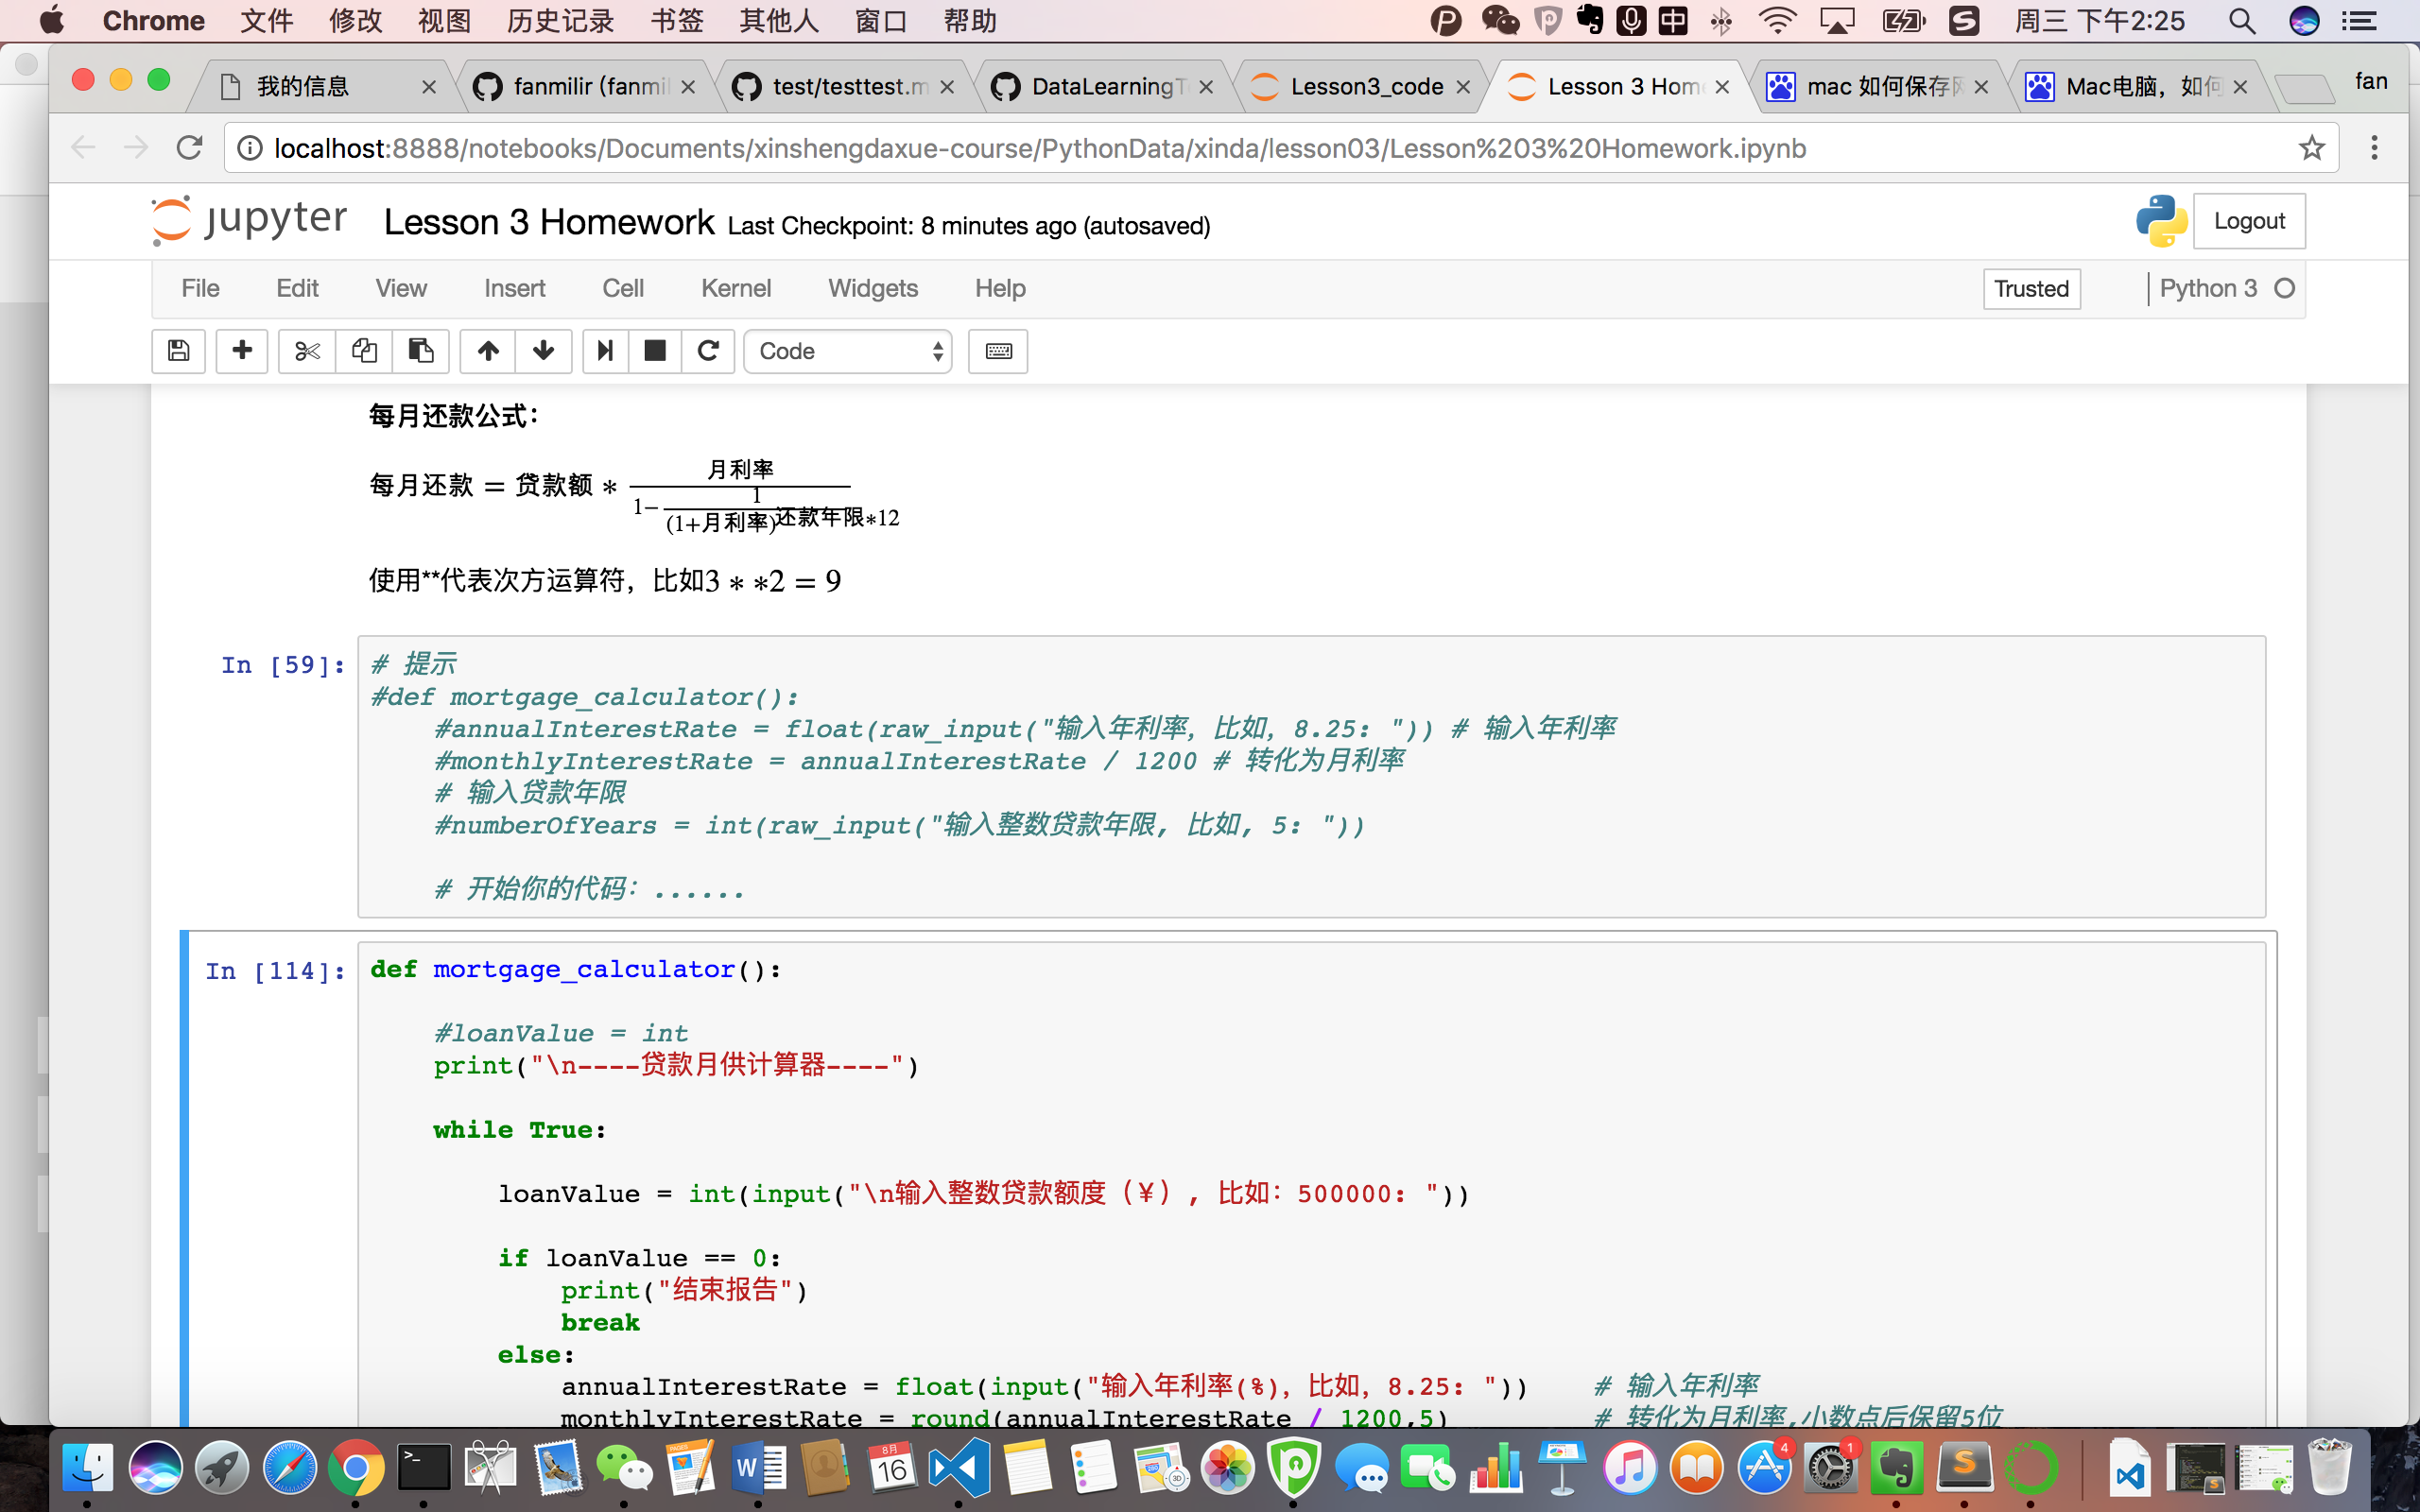 Chrome 文件 修改 视图 历史记录 书签 其他人 窗口 帮助 中 周三 下午2:25
我的信息 fanmilir (fanmil test/testtest.m DataLearningT Lesson3_code Lesson 3 Hom mac 如何保存 Mac电脑，如何 fan
localhost:8888/notebooks/Documents/xinshengdaxue-course/PythonData/xinda/lesson03/Lesson%203%20Homework.ipynb
jupyter Lesson 3 Homework Last Checkpoint: 8 minutes ago (autosaved) Logout
File Edit View Insert Cell Kernel Widgets Help Trusted Python 3
Code
每月还款公式：
每月还款 = 贷款额 * 月利率
1− 1
(1+月利率)还款年限*12
使用**代表次方运算符，比如3 * *2 = 9
In [59]: # 提示
#def mortgage_calculator():
#annualInterestRate = float(raw_input("输入年利率，比如，8.25: ")) # 输入年利率
#monthlyInterestRate = annualInterestRate / 1200 # 转化为月利率
# 输入贷款年限
#numberOfYears = int(raw_input("输入整数贷款年限, 比如, 5: "))
# 开始你的代码：......
In [114]: def mortgage_calculator():
#loanValue = int
print("\n----贷款月供计算器----")
while True:
loanValue = int(input("\n输入整数贷款额度（¥）, 比如：500000: "))
if loanValue == 0:
print("结束报告")
break
else:
annualInterestRate = float(input("输入年利率(%)，比如，8.25: ")) # 输入年利率
monthlyInterestRate = round(annualInterestRate / 1200,5) # 转化为月利率,小数点后保留5位
8月
16
4
1